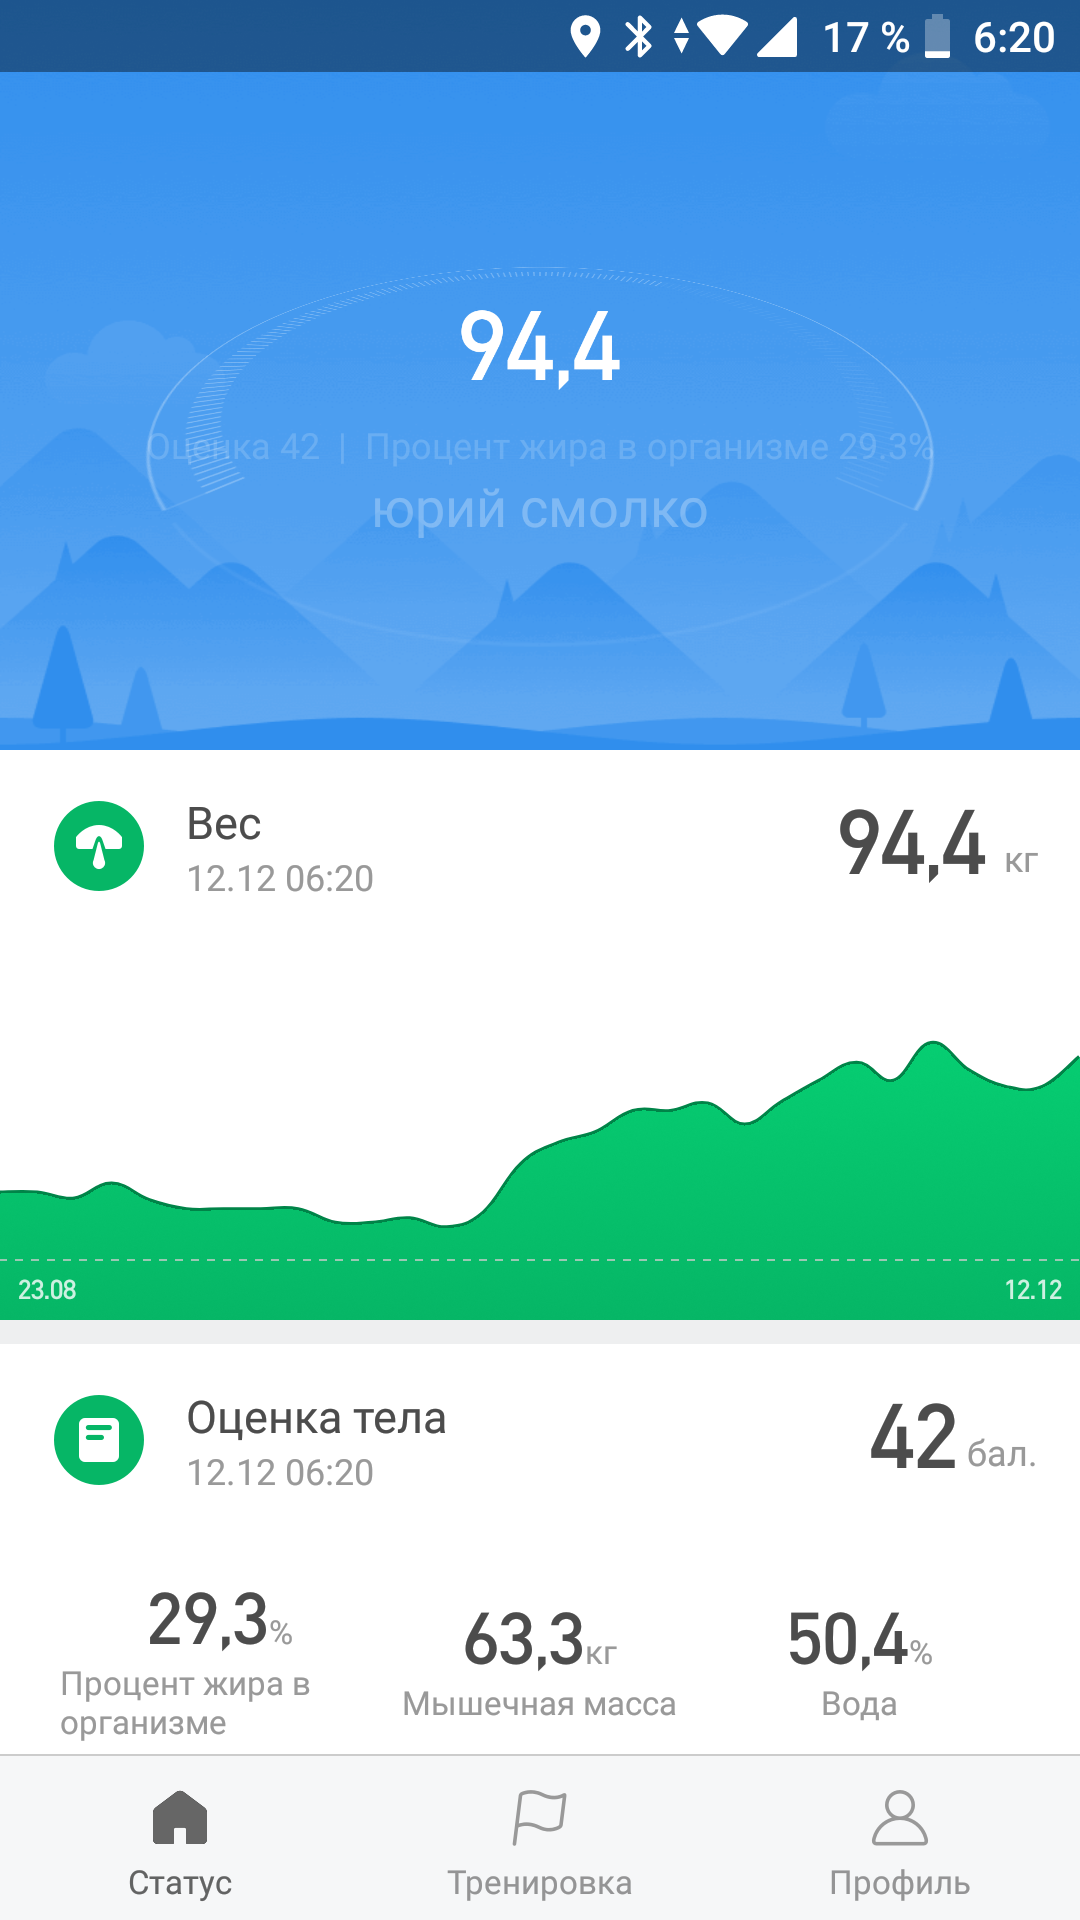 17 % 6:20
94,4
Оценка 42 | Процент жира в организме 29.3%
юрий смолко
Вес
12.12 06:20
94,4 кг
23.08 12.12
Оценка тела
12.12 06:20
42 бал.
29,3% 63,3кг 50,4%
Процент жира в
организме
Мышечная масса
Вода
Статус Тренировка Профиль